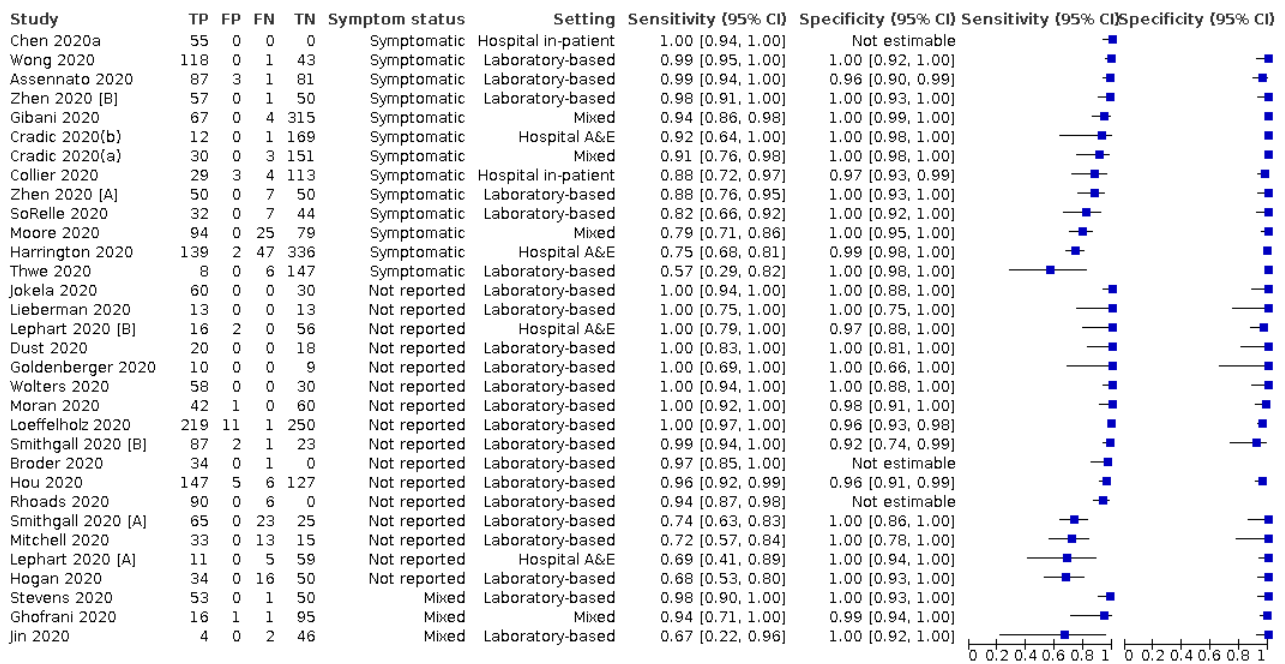 Study TP FP FN TN Symptom status Setting Sensitivity (95% CI) Specificity (95% CI) Sensitivity (95% CI) Specificity (95% CI)
Chen 2020a 55 0 0 0 Symptomatic Hospital in-patient 1.00 [0.94, 1.00] Not estimable
Wong 2020 118 0 1 43 Symptomatic Laboratory-based 0.99 [0.95, 1.00] 1.00 [0.92, 1.00]
Assennato 2020 87 3 1 81 Symptomatic Laboratory-based 0.99 [0.94, 1.00] 0.96 [0.90, 0.99]
Zhen 2020 [B] 57 0 1 50 Symptomatic Laboratory-based 0.98 [0.91, 1.00] 1.00 [0.93, 1.00]
Gibani 2020 67 0 4 315 Symptomatic Mixed 0.94 [0.86, 0.98] 1.00 [0.99, 1.00]
Cradic 2020(b) 12 0 1 169 Symptomatic Hospital A&E 0.92 [0.64, 1.00] 1.00 [0.98, 1.00]
Cradic 2020(a) 30 0 3 151 Symptomatic Mixed 0.91 [0.76, 0.98] 1.00 [0.98, 1.00]
Collier 2020 29 3 4 113 Symptomatic Hospital in-patient 0.88 [0.72, 0.97] 0.97 [0.93, 0.99]
Zhen 2020 [A] 50 0 7 50 Symptomatic Laboratory-based 0.88 [0.76, 0.95] 1.00 [0.93, 1.00]
SoRelle 2020 32 0 7 44 Symptomatic Laboratory-based 0.82 [0.66, 0.92] 1.00 [0.92, 1.00]
Moore 2020 94 0 25 79 Symptomatic Mixed 0.79 [0.71, 0.86] 1.00 [0.95, 1.00]
Harrington 2020 139 2 47 336 Symptomatic Hospital A&E 0.75 [0.68, 0.81] 0.99 [0.98, 1.00]
Thwe 2020 8 0 6 147 Symptomatic Laboratory-based 0.57 [0.29, 0.82] 1.00 [0.98, 1.00]
Jokela 2020 60 0 0 30 Not reported Laboratory-based 1.00 [0.94, 1.00] 1.00 [0.88, 1.00]
Lieberman 2020 13 0 0 13 Not reported Laboratory-based 1.00 [0.75, 1.00] 1.00 [0.75, 1.00]
Lephart 2020 [B] 16 2 0 56 Not reported Hospital A&E 1.00 [0.79, 1.00] 0.97 [0.88, 1.00]
Dust 2020 20 0 0 18 Not reported Laboratory-based 1.00 [0.83, 1.00] 1.00 [0.81, 1.00]
Goldenberger 2020 10 0 0 9 Not reported Laboratory-based 1.00 [0.69, 1.00] 1.00 [0.66, 1.00]
Wolters 2020 58 0 0 30 Not reported Laboratory-based 1.00 [0.94, 1.00] 1.00 [0.88, 1.00]
Moran 2020 42 1 0 60 Not reported Laboratory-based 1.00 [0.92, 1.00] 0.98 [0.91, 1.00]
Loeffelholz 2020 219 11 1 250 Not reported Laboratory-based 1.00 [0.97, 1.00] 0.96 [0.93, 0.98]
Smithgall 2020 [B] 87 2 1 23 Not reported Laboratory-based 0.99 [0.94, 1.00] 0.92 [0.74, 0.99]
Broder 2020 34 0 1 0 Not reported Laboratory-based 0.97 [0.85, 1.00] Not estimable
Hou 2020 147 5 6 127 Not reported Laboratory-based 0.96 [0.92, 0.99] 0.96 [0.91, 0.99]
Rhoads 2020 90 0 6 0 Not reported Laboratory-based 0.94 [0.87, 0.98] Not estimable
Smithgall 2020 [A] 65 0 23 25 Not reported Laboratory-based 0.74 [0.63, 0.83] 1.00 [0.86, 1.00]
Mitchell 2020 33 0 13 15 Not reported Laboratory-based 0.72 [0.57, 0.84] 1.00 [0.78, 1.00]
Lephart 2020 [A] 11 0 5 59 Not reported Hospital A&E 0.69 [0.41, 0.89] 1.00 [0.94, 1.00]
Hogan 2020 34 0 16 50 Not reported Laboratory-based 0.68 [0.53, 0.80] 1.00 [0.93, 1.00]
Stevens 2020 53 0 1 50 Mixed Laboratory-based 0.98 [0.90, 1.00] 1.00 [0.93, 1.00]
Ghofrani 2020 16 1 1 95 Mixed Mixed 0.94 [0.71, 1.00] 0.99 [0.94, 1.00]
Jin 2020 4 0 2 46 Mixed Laboratory-based 0.67 [0.22, 0.96] 1.00 [0.92, 1.00]
0 0.2 0.4 0.6 0.8 1 0 0.2 0.4 0.6 0.8 1